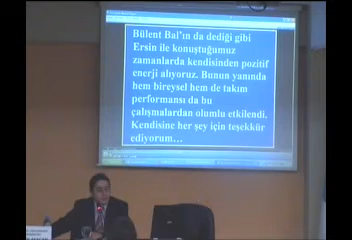 Bülent Bal'ın da dediği gibi
Ersin ile konuştuğumuz
zamanlarda kendisinden pozitif
enerji alıyoruz. Bunun yanında
hem bireysel hem de takım
performansı da bu
çalışmalardan olumlu etkilendi.
Kendisine her şey için teşekkür
ediyorum…